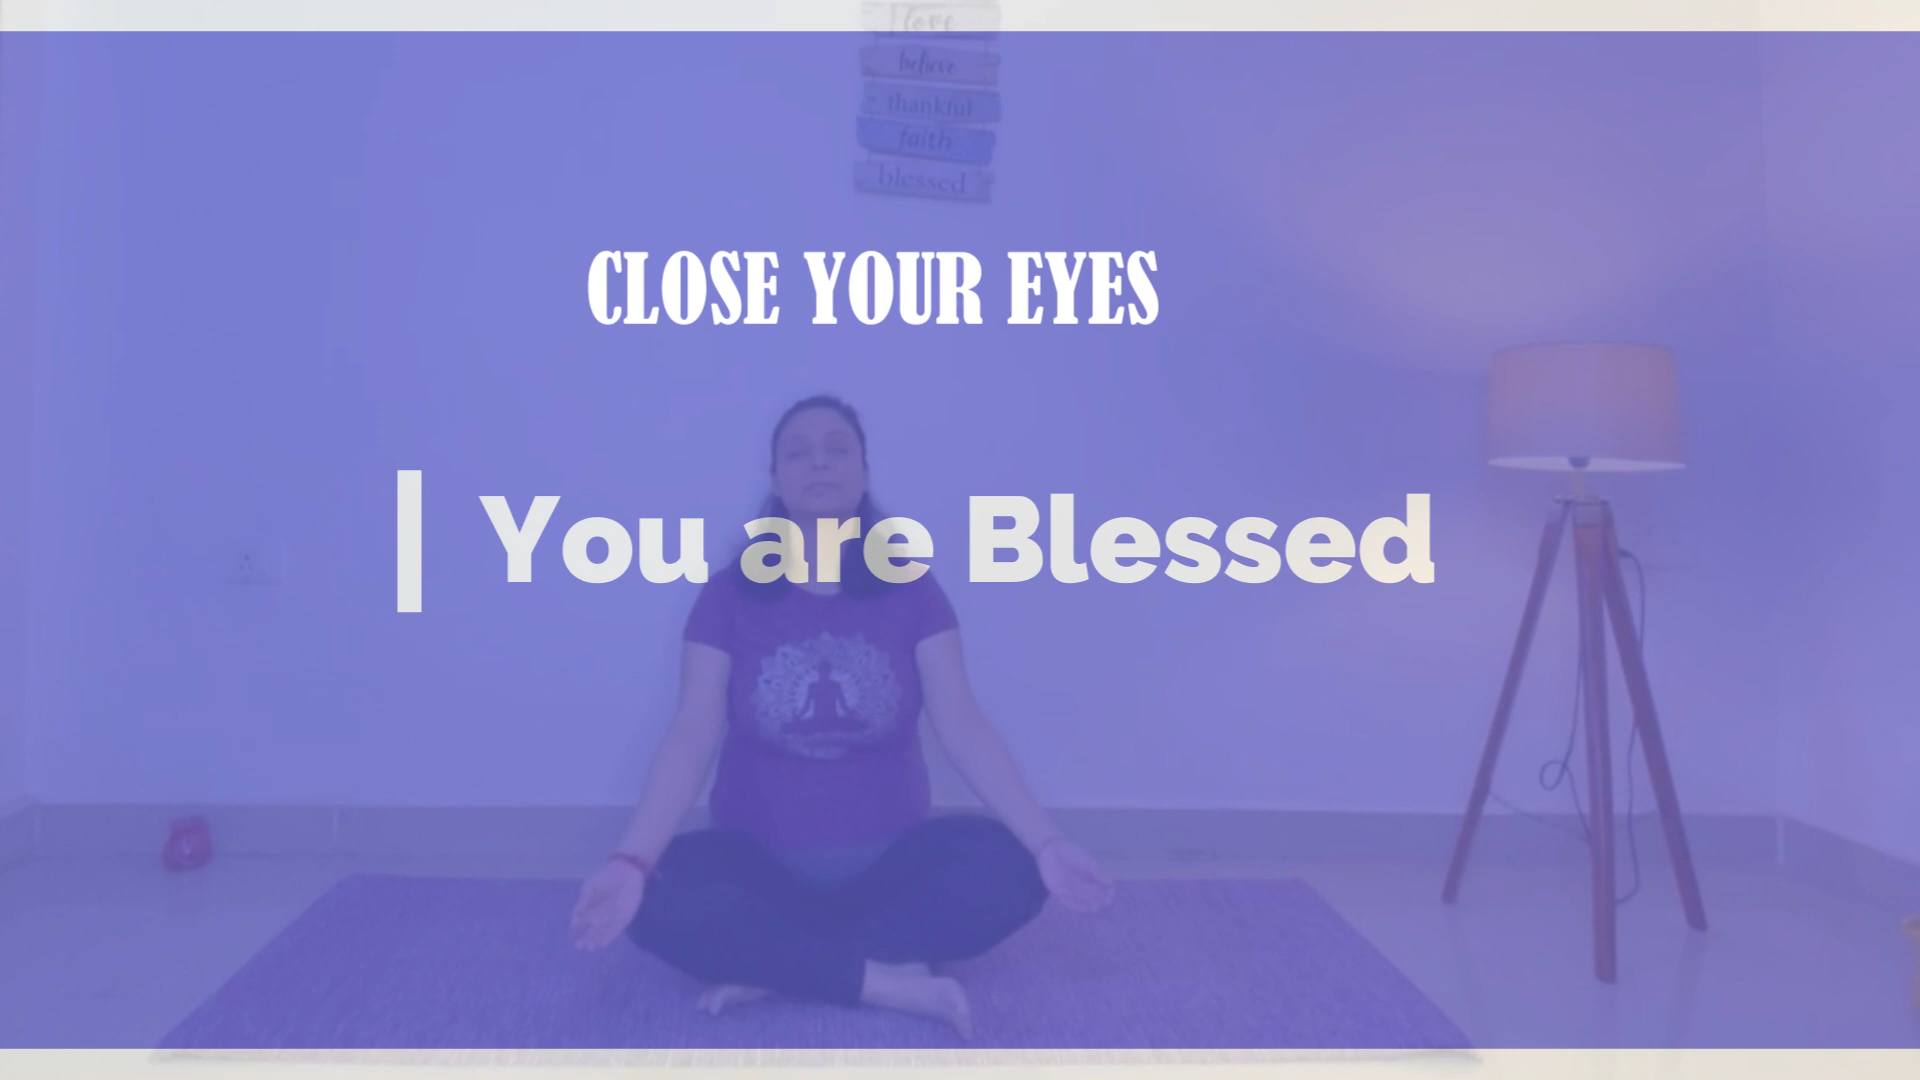 love
believe
thankful
faith
blessed
CLOSE YOUR EYES
You are Blessed